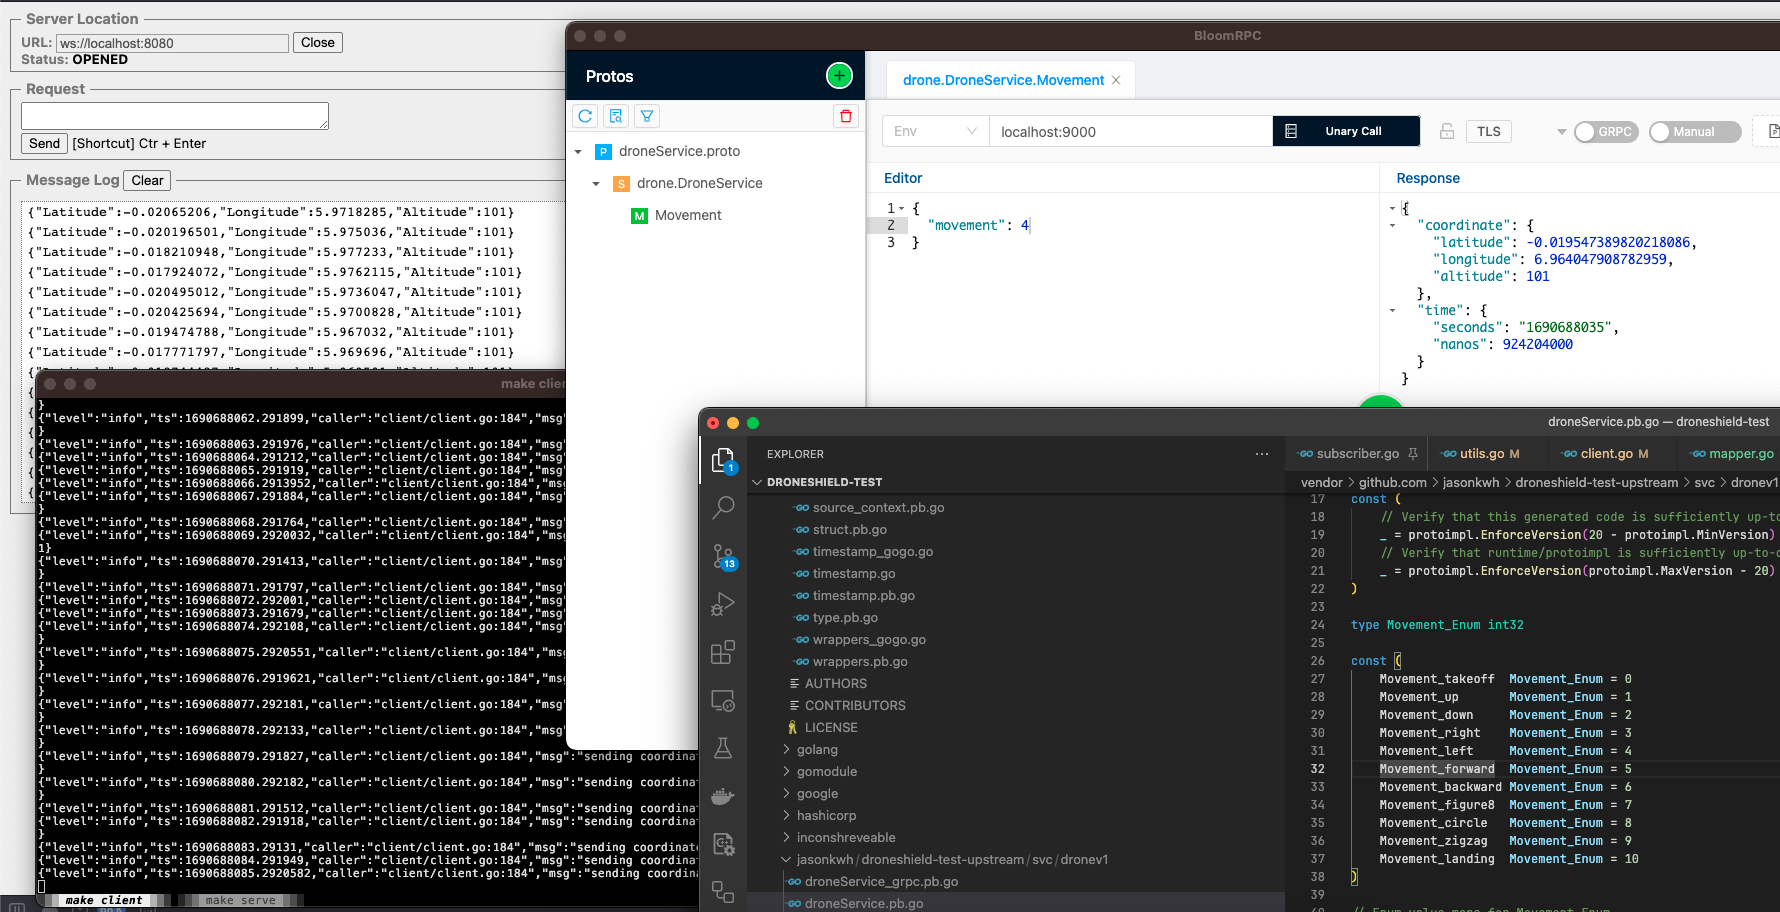 Server Location
URL: ws://localhost:8080 Close
Status: OPENED
Request
Send [Shortcut] Ctr + Enter
Message Log Clear
{"Latitude":-0.02065206,"Longitude":5.9718285,"Altitude":101}
{"Latitude":-0.020196501,"Longitude":5.975036,"Altitude":101}
{"Latitude":-0.018210948,"Longitude":5.977233,"Altitude":101}
{"Latitude":-0.017924072,"Longitude":5.9762115,"Altitude":101}
{"Latitude":-0.020495012,"Longitude":5.9736047,"Altitude":101}
{"Latitude":-0.020425694,"Longitude":5.9700828,"Altitude":101}
{"Latitude":-0.019474788,"Longitude":5.967032,"Altitude":101}
{"Latitude":-0.017771797,"Longitude":5.969696,"Altitude":101}
BloomRPC
Protos
droneService.proto
drone.DroneService
Movement
drone.DroneService.Movement
Env localhost:9000 Unary Call TLS GRPC Manual
Editor
1 {
2 "movement": 4
3 }
Response
{
"coordinate": {
"latitude": -0.019547389820218086,
"longitude": 6.964047908782959,
"altitude": 101
},
"time": {
"seconds": "1690688035",
"nanos": 924204000
}
}
make clien
}
{"level":"info","ts":1690688062.291899,"caller":"client/client.go:184","msg"
}
{"level":"info","ts":1690688063.291976,"caller":"client/client.go:184","msg"
{"level":"info","ts":1690688064.291212,"caller":"client/client.go:184","msg"
{"level":"info","ts":1690688065.291919,"caller":"client/client.go:184","msg"
{"level":"info","ts":1690688066.2913952,"caller":"client/client.go:184","msg
{"level":"info","ts":1690688067.291884,"caller":"client/client.go:184","msg"
}
{"level":"info","ts":1690688068.291764,"caller":"client/client.go:184","msg"
{"level":"info","ts":1690688069.2920032,"caller":"client/client.go:184","msg
1}
{"level":"info","ts":1690688070.291413,"caller":"client/client.go:184","msg"
}
{"level":"info","ts":1690688071.291797,"caller":"client/client.go:184","msg"
{"level":"info","ts":1690688072.292001,"caller":"client/client.go:184","msg"
{"level":"info","ts":1690688073.291679,"caller":"client/client.go:184","msg"
{"level":"info","ts":1690688074.292108,"caller":"client/client.go:184","msg"
}
{"level":"info","ts":1690688075.2920551,"caller":"client/client.go:184","msg
}
{"level":"info","ts":1690688076.2919621,"caller":"client/client.go:184","msg
}
{"level":"info","ts":1690688077.292181,"caller":"client/client.go:184","msg"
}
{"level":"info","ts":1690688078.292133,"caller":"client/client.go:184","msg"
}
{"level":"info","ts":1690688079.291827,"caller":"client/client.go:184","msg":"sending coordinat
}
{"level":"info","ts":1690688080.292182,"caller":"client/client.go:184","msg":"sending coordinat
}
{"level":"info","ts":1690688081.291512,"caller":"client/client.go:184","msg":"sending coordinat
{"level":"info","ts":1690688082.291918,"caller":"client/client.go:184","msg":"sending coordinat
}
{"level":"info","ts":1690688083.29131,"caller":"client/client.go:184","msg":"sending coordinate
{"level":"info","ts":1690688084.291949,"caller":"client/client.go:184","msg":"sending coordinat
{"level":"info","ts":1690688085.2920582,"caller":"client/client.go:184","msg":"sending coordina
make client make serve
droneService.pb.go — droneshield-test
EXPLORER
DRONESHIELD-TEST
source_context.pb.go
struct.pb.go
timestamp_gogo.go
timestamp.go
timestamp.pb.go
type.pb.go
wrappers_gogo.go
wrappers.pb.go
AUTHORS
CONTRIBUTORS
LICENSE
golang
gomodule
google
hashicorp
inconshreveable
jasonkwh/droneshield-test-upstream/svc/dronev1
droneService_grpc.pb.go
droneService.pb.go
1
13
subscriber.go utils.go M client.go M mapper.go
vendor > github.com > jasonkwh > droneshield-test-upstream > svc > dronev1
17 const (
18 // Verify that this generated code is sufficiently up-to
19 _ = protoimpl.EnforceVersion(20 - protoimpl.MinVersion)
20 // Verify that runtime/protoimpl is sufficiently up-to-d
21 _ = protoimpl.EnforceVersion(protoimpl.MaxVersion - 20)
22 )
23
24 type Movement_Enum int32
25
26 const (
27 Movement_takeoff Movement_Enum = 0
28 Movement_up Movement_Enum = 1
29 Movement_down Movement_Enum = 2
30 Movement_right Movement_Enum = 3
31 Movement_left Movement_Enum = 4
32 Movement_forward Movement_Enum = 5
33 Movement_backward Movement_Enum = 6
34 Movement_figure8 Movement_Enum = 7
35 Movement_circle Movement_Enum = 8
36 Movement_zigzag Movement_Enum = 9
37 Movement_landing Movement_Enum = 10
38 )
39